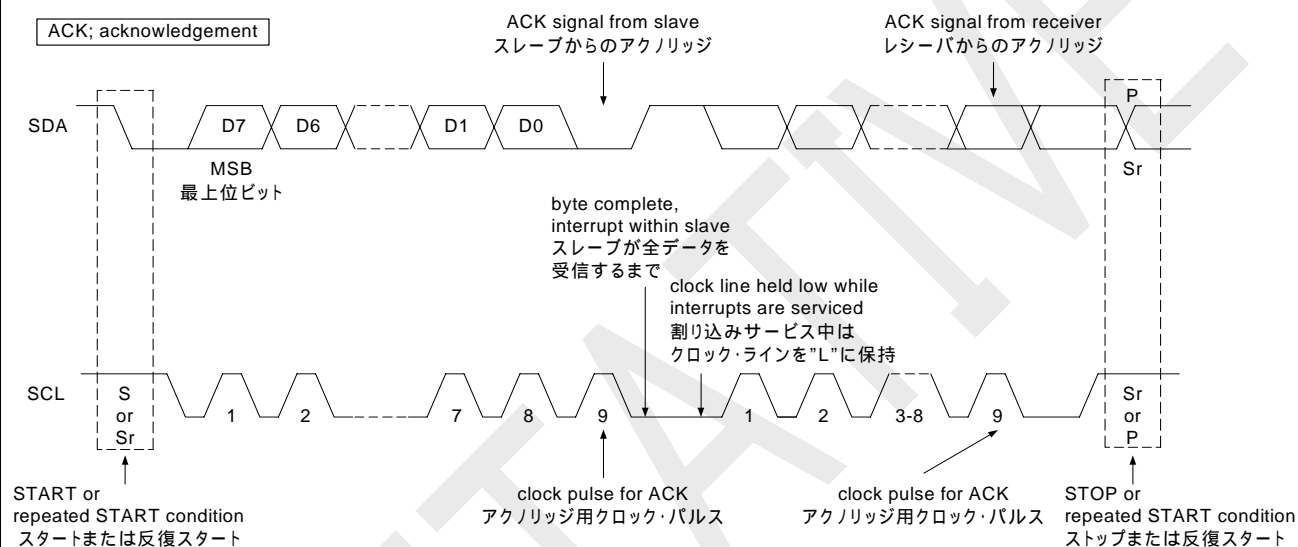 ACK; acknowledgement
ACK signal from slave
スレーブからのアクノリッジ
ACK signal from receiver
レシーバからのアクノリッジ
SDA
D7
D6
D1
D0
P
Sr
MSB
最上位ビット
byte complete,
interrupt within slave
スレーブが全データを
受信するまで
clock line held low while
interrupts are serviced
割り込みサービス中は
クロック・ラインを"L"に保持
SCL
S
or
Sr
1
2
7
8
9
1
2
3-8
9
Sr
or
P
START or
repeated START condition
スタートまたは反復スタート
clock pulse for ACK
アクノリッジ用クロック・パルス
clock pulse for ACK
アクノリッジ用クロック・パルス
STOP or
repeated START condition
ストップまたは反復スタート